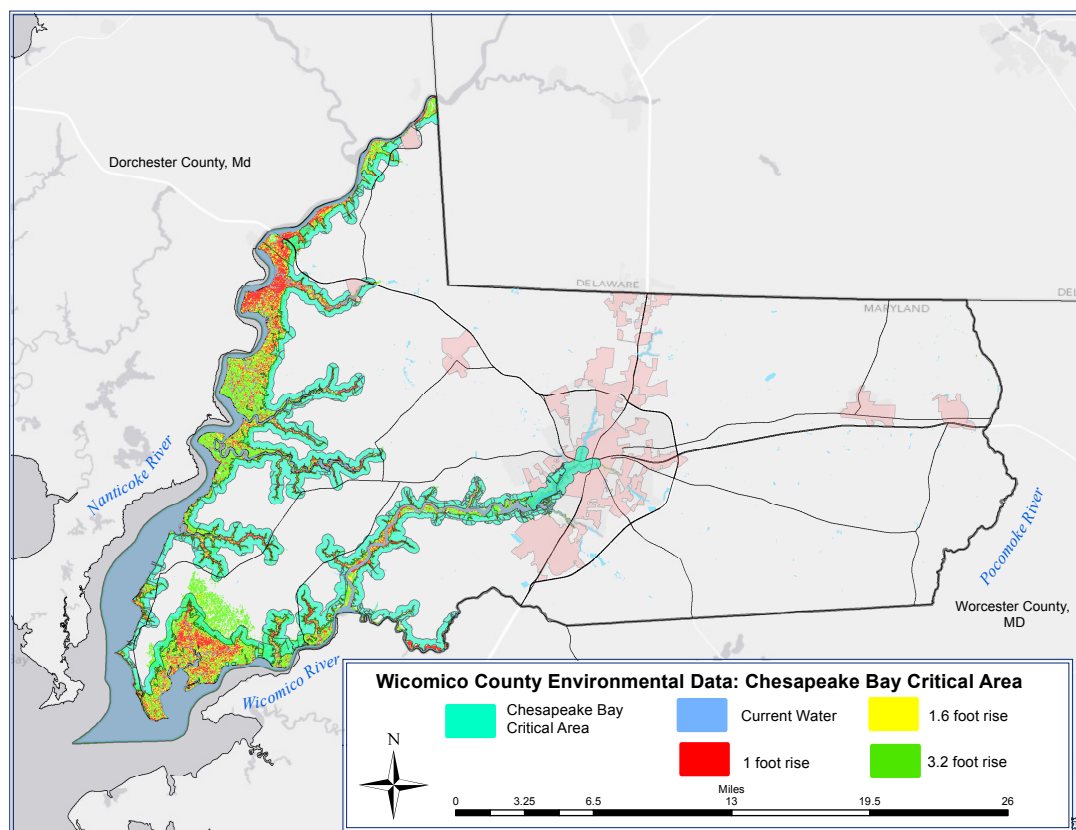 Dorchester County, Md
DELAWARE
MARYLAND
DEL
Nanticoke River
Pocomoke River
Worcester County,
MD
Wicomico River
Wicomico County Environmental Data: Chesapeake Bay Critical Area
Chesapeake Bay
Critical Area
Current Water
1.6 foot rise
1 foot rise
3.2 foot rise
N
Miles
0 3.25 6.5 13 19.5 26